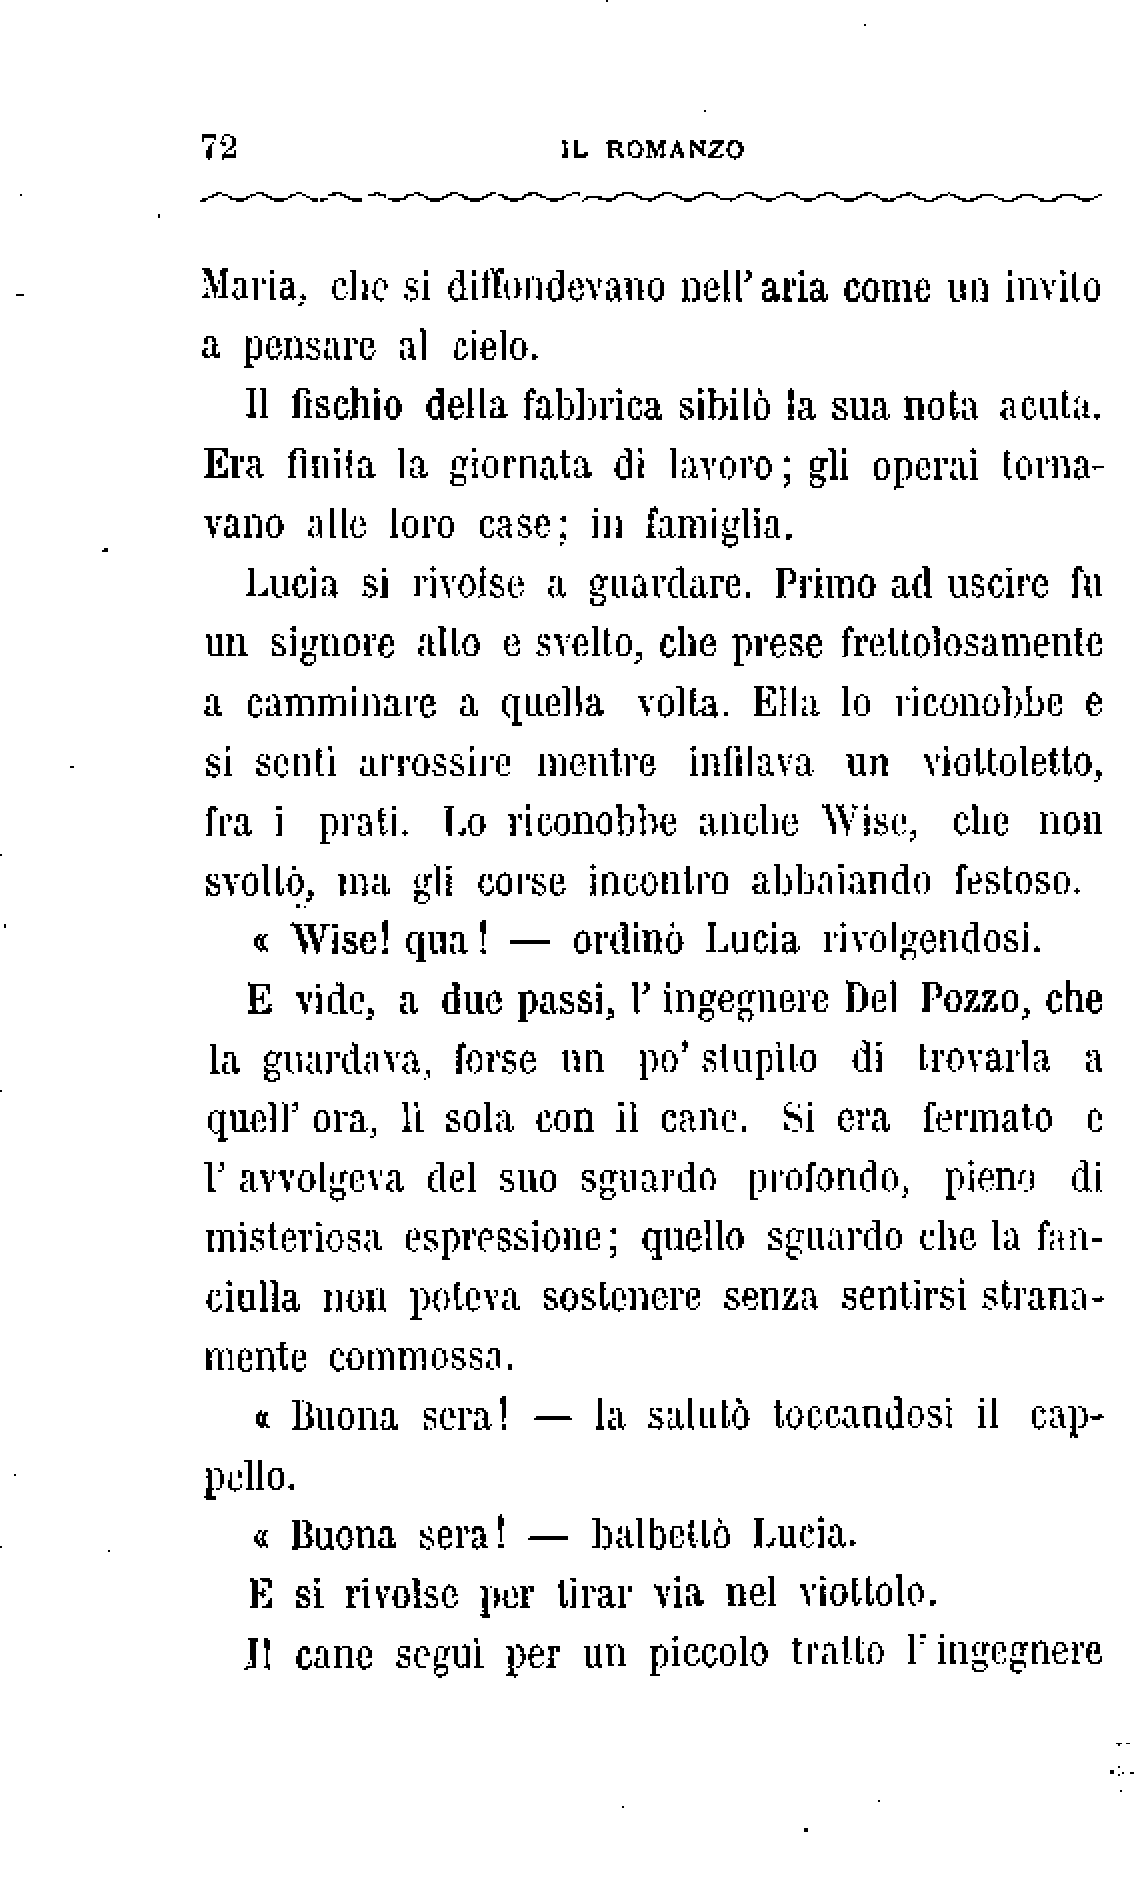 72 IL ROMANZO
Maria, che si diffondevano nell' aria come un invito
a pensare al cielo.
Il fischio della fabbrica sibilò la sua nota acuta.
Era finita la giornata di lavoro; gli operai torna-
vano alle loro case; in famiglia.
Lucia si rivolse a guardare. Primo ad uscire fu
un signore alto e svelto, che prese frettolosamente
a camminare a quella volta. Ella lo riconobbe e
si sentì arrossire mentre infilava un viottoletto,
fra i prati. Lo riconobbe anche Wise, che non
svoltò, ma gli corse incontro abbaiando festoso.
« Wise! qua! — ordinò Lucia rivolgendosi.
E vide, a due passi, l' ingegnere Del Pozzo, che
la guardava, forse un po' stupito di trovarla a
quell' ora, lì sola con il cane. Si era fermato e
l' avvolgeva del suo sguardo profondo, pieno di
misteriosa espressione; quello sguardo che la fan-
ciulla non poteva sostenere senza sentirsi strana-
mente commossa.
« Buona sera! — la salutò toccandosi il cap-
pello.
« Buona sera! — balbettò Lucia.
E si rivolse per tirar via nel viottolo.
Il cane seguì per un piccolo tratto l' ingegnere